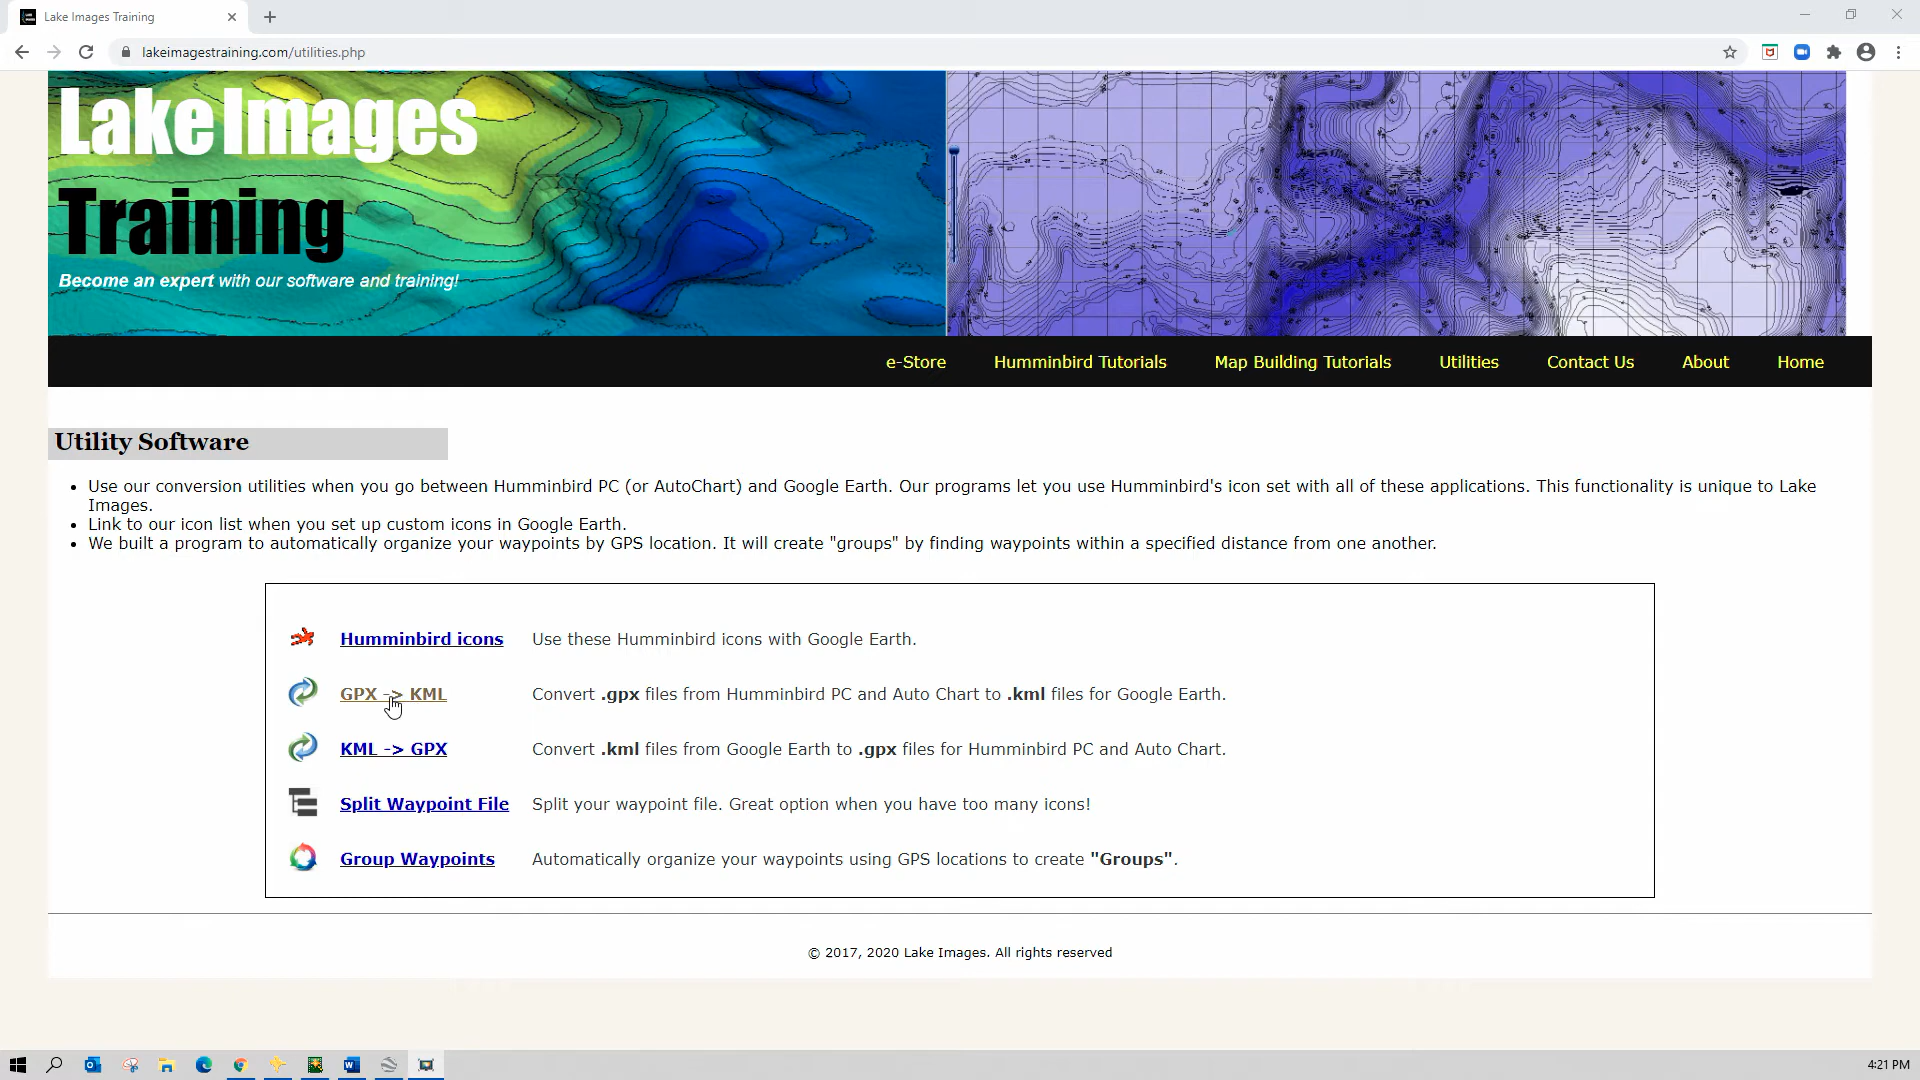 Lake Images Training
lakeimagestraining.com/utilities.php
Lake Images
Training
Become an expert with our software and training!
e-Store Humminbird Tutorials Map Building Tutorials Utilities Contact Us About Home
Utility Software
• Use our conversion utilities when you go between Humminbird PC (or AutoChart) and Google Earth. Our programs let you use Humminbird's icon set with all of these applications. This functionality is unique to Lake
Images.
• Link to our icon list when you set up custom icons in Google Earth.
• We built a program to automatically organize your waypoints by GPS location. It will create "groups" by finding waypoints within a specified distance from one another.
Humminbird icons Use these Humminbird icons with Google Earth.
GPX -> KML Convert .gpx files from Humminbird PC and Auto Chart to .kml files for Google Earth.
KML -> GPX Convert .kml files from Google Earth to .gpx files for Humminbird PC and Auto Chart.
Split Waypoint File Split your waypoint file. Great option when you have too many icons!
Group Waypoints Automatically organize your waypoints using GPS locations to create "Groups".
© 2017, 2020 Lake Images. All rights reserved
4:21 PM